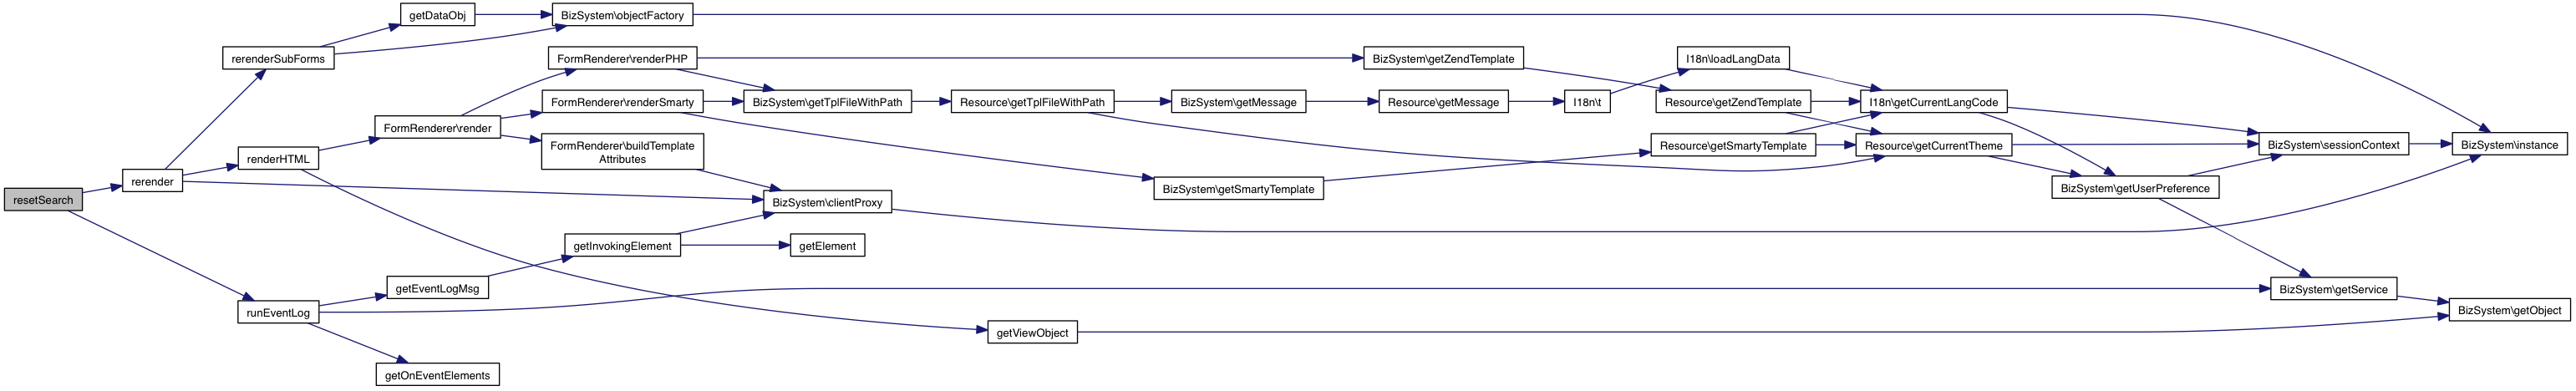 getDataObj
BizSystem\objectFactory
rerenderSubForms
FormRenderer\renderPHP
BizSystem\getZendTemplate
I18n\loadLangData
FormRenderer\renderSmarty
BizSystem\getTplFileWithPath
Resource\getTplFileWithPath
BizSystem\getMessage
Resource\getMessage
I18n\t
Resource\getZendTemplate
I18n\getCurrentLangCode
FormRenderer\render
FormRenderer\buildTemplate
Attributes
Resource\getSmartyTemplate
Resource\getCurrentTheme
BizSystem\sessionContext
BizSystem\instance
renderHTML
rerender
BizSystem\getSmartyTemplate
BizSystem\getUserPreference
resetSearch
BizSystem\clientProxy
getInvokingElement
getElement
getEventLogMsg
BizSystem\getService
runEventLog
BizSystem\getObject
getViewObject
getOnEventElements